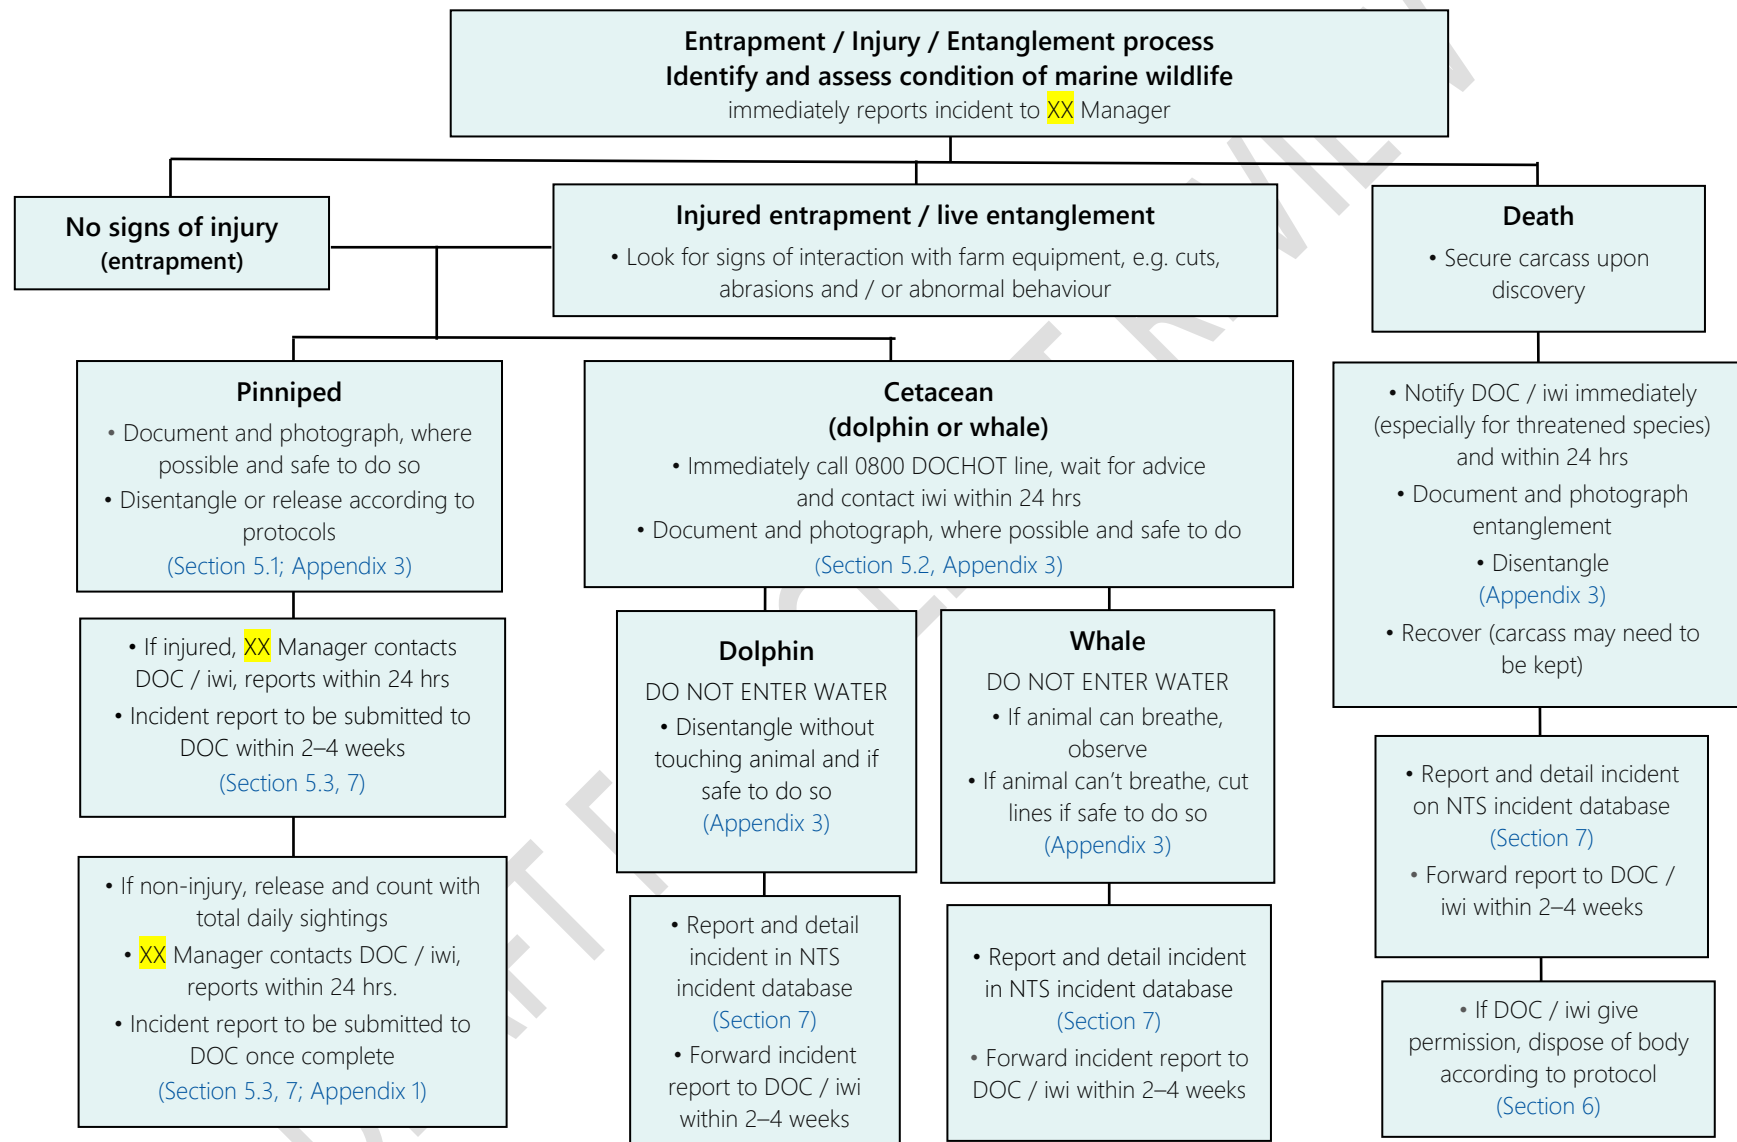 Entrapment / Injury / Entanglement process
Identify and assess condition of marine wildlife
immediately reports incident to XX Manager
No signs of injury
(entrapment)
Injured entrapment / live entanglement
• Look for signs of interaction with farm equipment, e.g. cuts,
abrasions and / or abnormal behaviour
Death
• Secure carcass upon
discovery
Pinniped
• Document and photograph, where
possible and safe to do so
• Disentangle or release according to
protocols
(Section 5.1; Appendix 3)
• If injured, XX Manager contacts
DOC / iwi, reports within 24 hrs
• Incident report to be submitted to
DOC within 2–4 weeks
(Section 5.3, 7)
• If non-injury, release and count with
total daily sightings
• XX Manager contacts DOC / iwi,
reports within 24 hrs.
• Incident report to be submitted to
DOC once complete
(Section 5.3, 7; Appendix 1)
Cetacean
(dolphin or whale)
• Immediately call 0800 DOCHOT line, wait for advice
and contact iwi within 24 hrs
• Document and photograph, where possible and safe to do
(Section 5.2, Appendix 3)
Dolphin
DO NOT ENTER WATER
• Disentangle without
touching animal and if
safe to do so
(Appendix 3)
• Report and detail
incident in NTS
incident database
(Section 7)
• Forward incident
report to DOC / iwi
within 2–4 weeks
Whale
DO NOT ENTER WATER
• If animal can breathe,
observe
• If animal can’t breathe, cut
lines if safe to do so
(Appendix 3)
• Report and detail incident
in NTS incident database
(Section 7)
• Forward incident report to
DOC / iwi within 2–4 weeks
• Notify DOC / iwi immediately
(especially for threatened species)
and within 24 hrs
• Document and photograph
entanglement
• Disentangle
(Appendix 3)
• Recover (carcass may need to
be kept)
• Report and detail incident
on NTS incident database
(Section 7)
• Forward report to DOC /
iwi within 2–4 weeks
• If DOC / iwi give
permission, dispose of body
according to protocol
(Section 6)